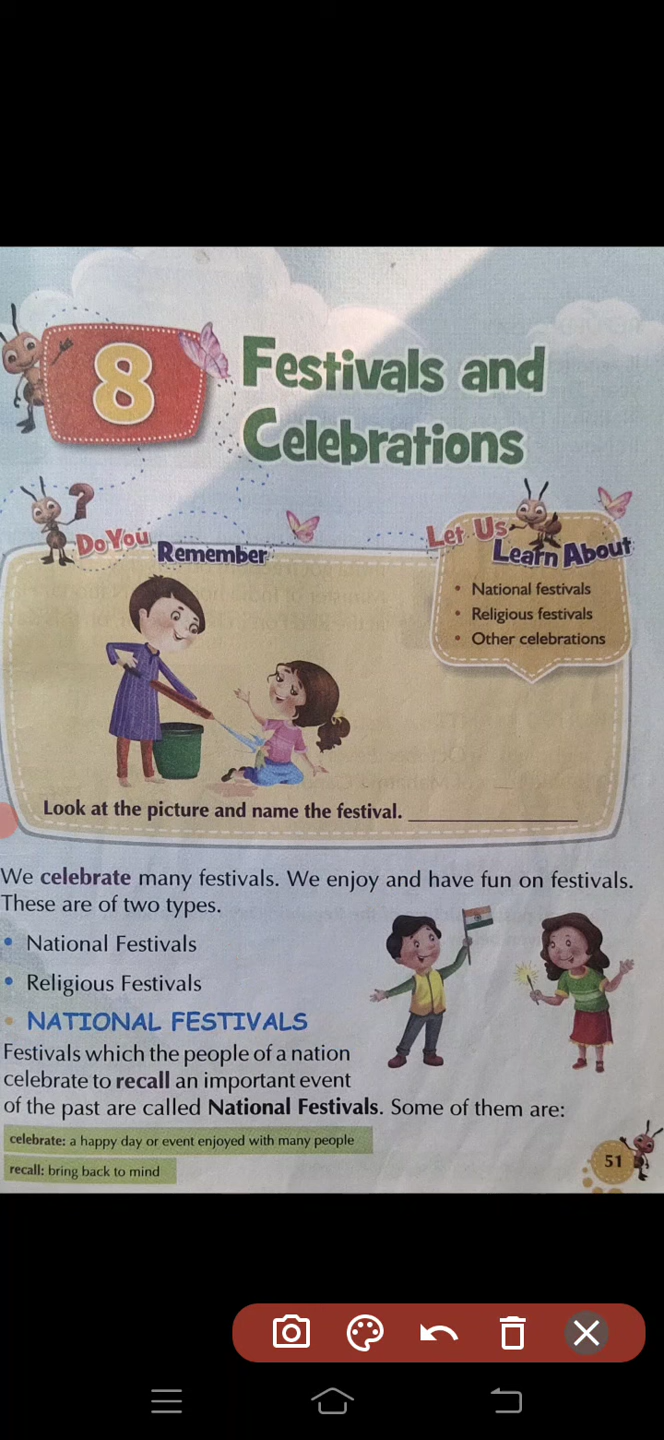 8
Festivals and
Celebrations
Do You Remember
Let Us
Learn About
• National festivals
• Religious festivals
• Other celebrations
Look at the picture and name the festival. ____________
We celebrate many festivals. We enjoy and have fun on festivals.
These are of two types.
• National Festivals
• Religious Festivals
• NATIONAL FESTIVALS
Festivals which the people of a nation
celebrate to recall an important event
of the past are called National Festivals. Some of them are:
celebrate: a happy day or event enjoyed with many people
recall: bring back to mind
51